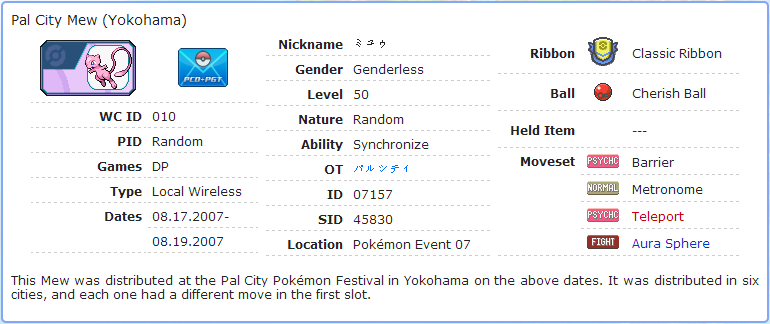 Pal City Mew (Yokohama)
PCD-PGT
WC ID 010
PID Random
Games DP
Type Local Wireless
Dates 08.17.2007-
08.19.2007
Nickname ミュウ
Gender Genderless
Level 50
Nature Random
Ability Synchronize
OT パルシティ
ID 07157
SID 45830
Location Pokémon Event 07
Ribbon Classic Ribbon
Ball Cherish Ball
Held Item ---
Moveset PSYCHC Barrier
NORMAL Metronome
PSYCHC Teleport
FIGHT Aura Sphere
This Mew was distributed at the Pal City Pokémon Festival in Yokohama on the above dates. It was distributed in six
cities, and each one had a different move in the first slot.